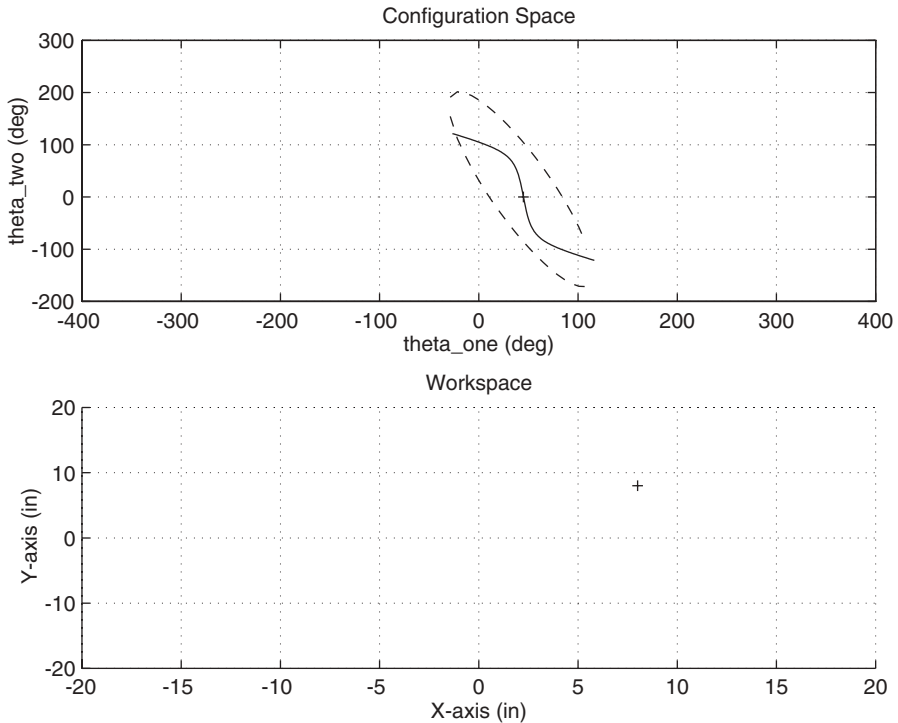 Configuration Space
300
200
100
0
-100
-200
theta_two (deg)
-400 -300 -200 -100 0 100 200 300 400
theta_one (deg)
Workspace
20
10
0
-10
-20
Y-axis (in)
-20 -15 -10 -5 0 5 10 15 20
X-axis (in)